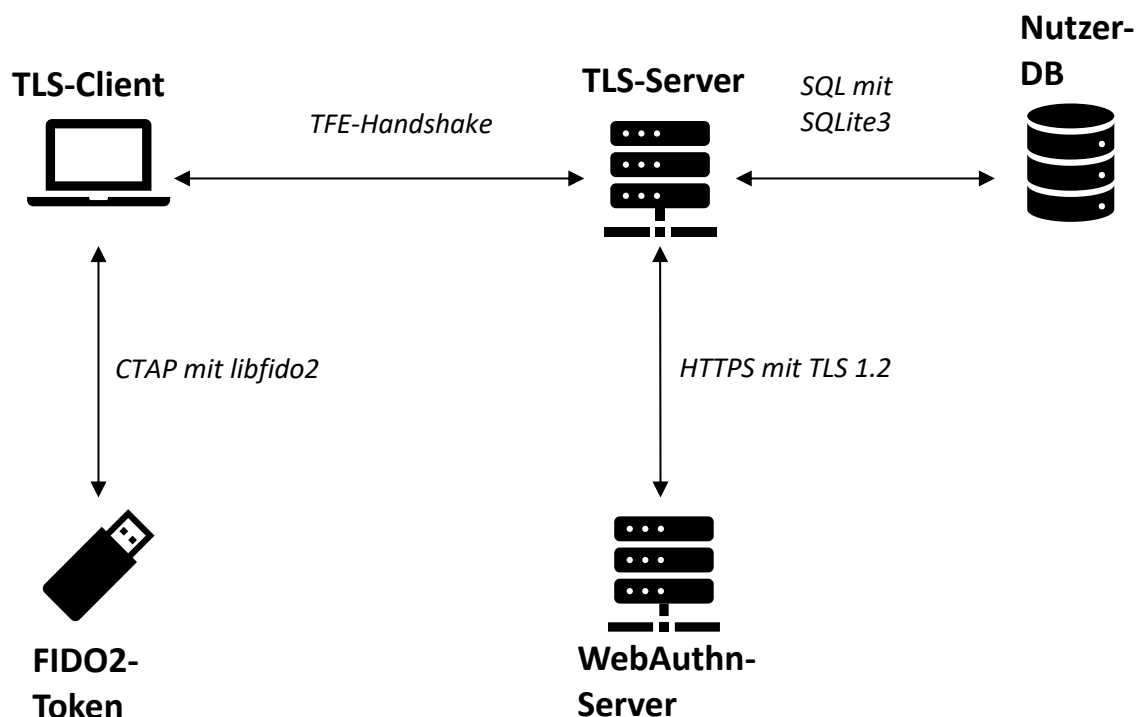 Nutzer-
DB
TLS-Client
TLS-Server
SQL mit
SQLite3
TFE-Handshake
CTAP mit libfido2
HTTPS mit TLS 1.2
FIDO2-
Token
WebAuthn-
Server